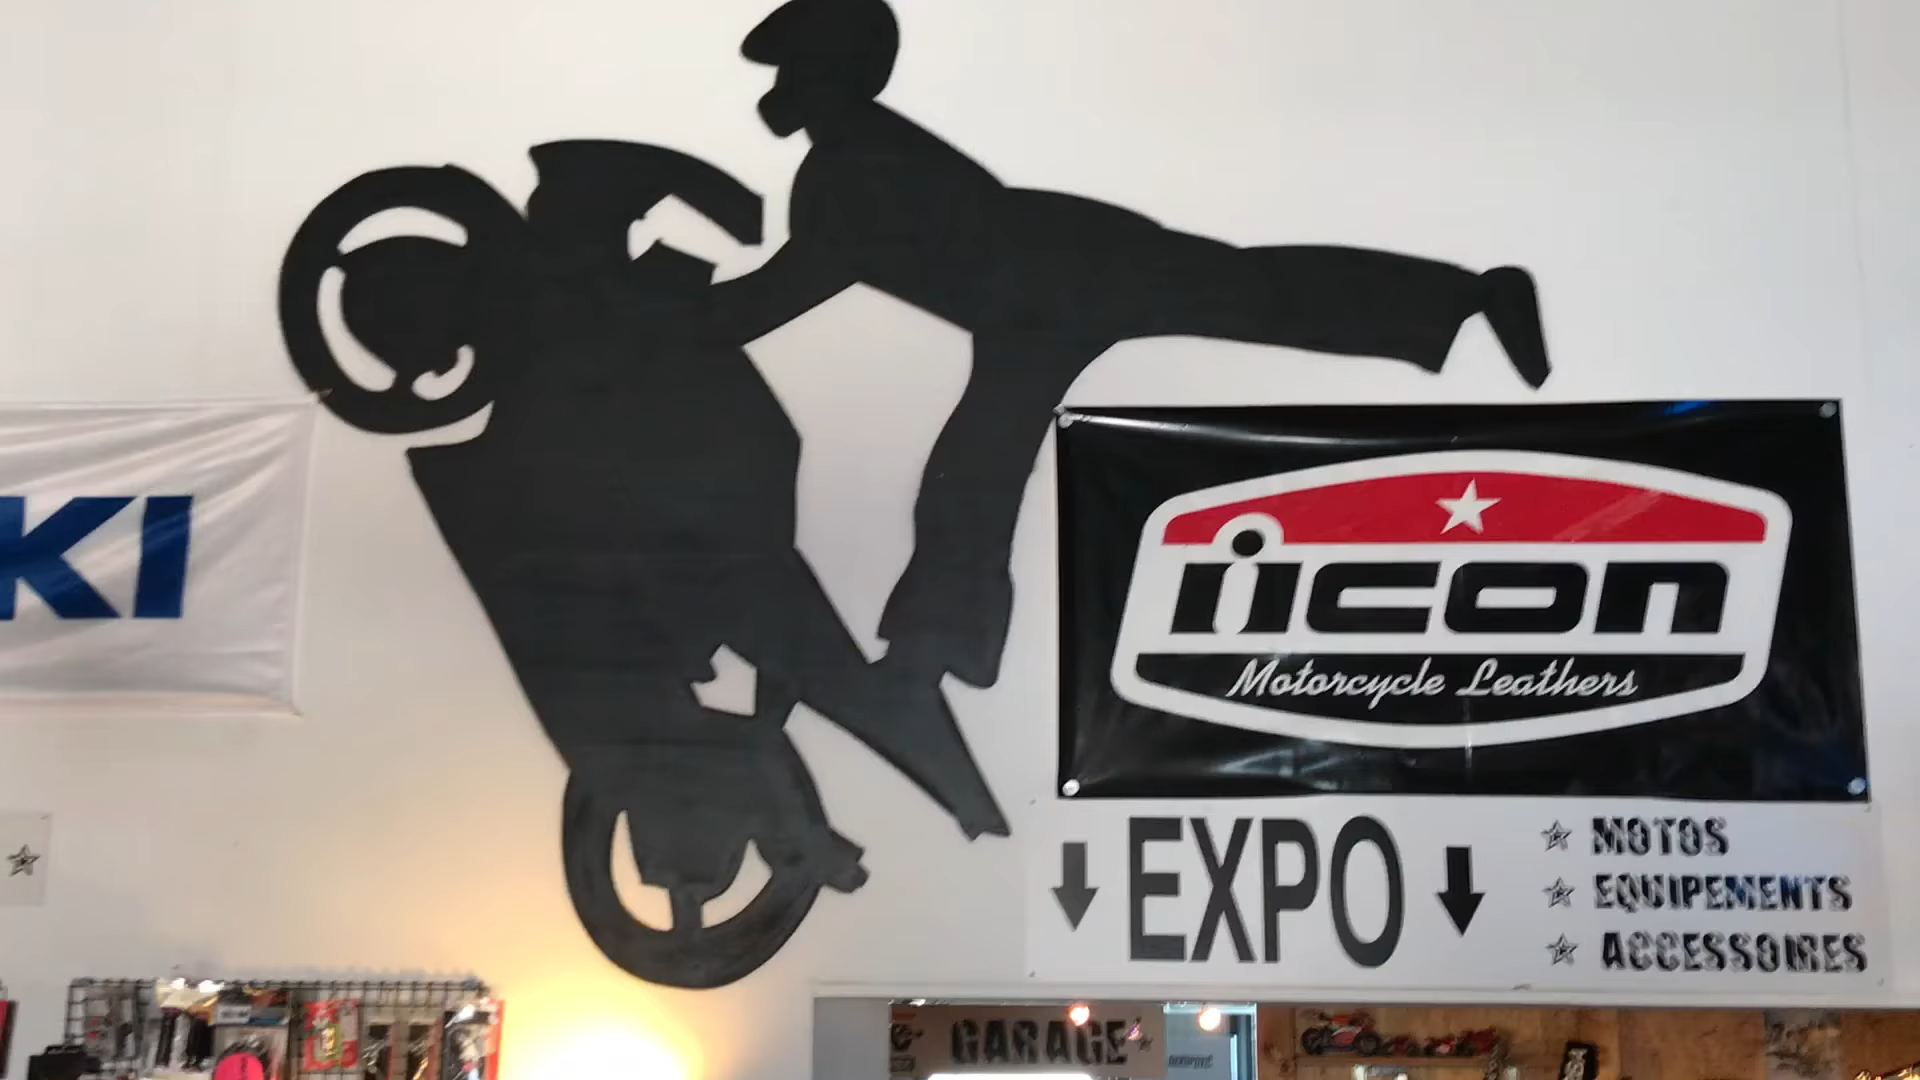 KI
icon
Motorcycle Leathers
EXPO
MOTOS
EQUIPEMENTS
ACCESSOIRES
GARAGE